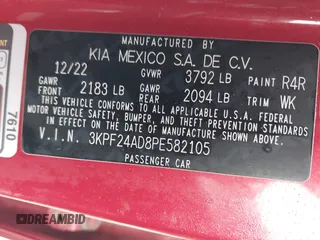 MANUFACTURED BY
KIA MEXICO S.A. DE C.V.
12/22 GVWR 3792 LB PAINT R4R
GAWR FRONT 2183 LB GAWR REAR 2094 LB TRIM WK
THIS VEHICLE CONFORMS TO ALL APPLICABLE U.S.A. FEDERAL MOTOR VEHICLE SAFETY, BUMPER, AND THEFT PREVENTION STANDARDS IN EFFECT ON THE DATE OF MANUFACTURE SHOWN ABOVE.
V.I.N. 3KPF24AD8PE582105
PASSENGER CAR
7610
DREAMBID